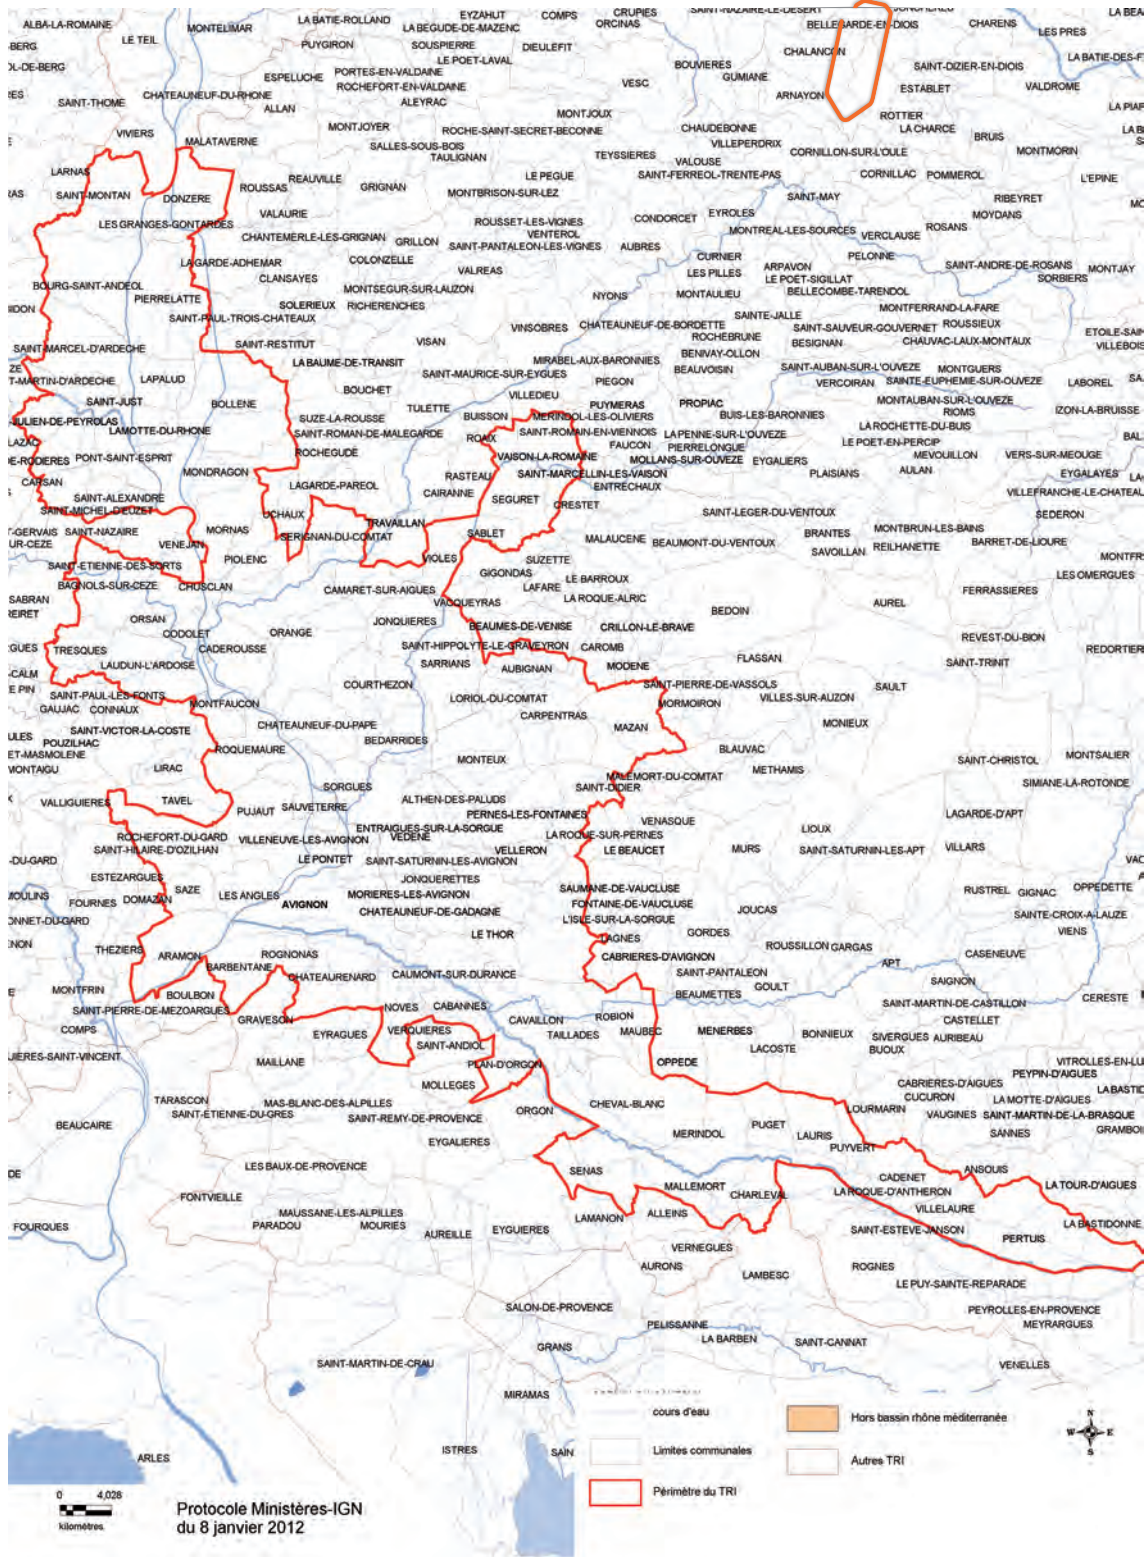 SAINT-NAZAIRE-LE-DESERT
ALBA-LA-ROMAINE
MONTELIMAR
LA BATIE-ROLLAND
EYZAHUT
COMPS
CRUPIES
ORCINAS
BELLEGARDE-EN-DIOIS
CHARENS
LE TEIL
LA BEGUDE-DE-MAZENC
LES PRES
PUYGIRON
SOUSPIERRE
DIEULEFIT
CHALANCON
LE POET-LAVAL
BOUVIERES
SAINT-DIZIER-EN-DIOIS
ESPELUCHE
PORTES-EN-VALDAINE
GUMIANE
ROCHEFORT-EN-VALDAINE
VESC
ESTABLET
VALDROME
SAINT-THOME
CHATEAUNEUF-DU-RHONE
ALEYRAC
ARNAYON
ALLAN
MONTJOUX
ROTTIER
VIVIERS
MONTJOYER
ROCHE-SAINT-SECRET-BECONNE
CHAUDEBONNE
LA CHARCE
BRUIS
MALATAVERNE
SALLES-SOUS-BOIS
VILLEPERDRIX
TAULIGNAN
TEYSSIERES
VALOUSE
CORNILLON-SUR-L'OULE
MONTMORIN
LARNAS
REAUVILLE
LE PEGUE
SAINT-FERREOL-TRENTE-PAS
CORNILLAC
POMMEROL
L'EPINE
SAINT-MONTAN
DONZERE
ROUSSAS
GRIGNAN
MONTBRISON-SUR-LEZ
SAINT-MAY
RIBEYRET
VALAURIE
ROUSSET-LES-VIGNES
CONDORCET
EYROLES
MOYDANS
LES GRANGES-GONTARDES
CHANTEMERLE-LES-GRIGNAN
GRILLON
VENTEROL
MONTREAL-LES-SOURCES
VERCLAUSE
ROSANS
SAINT-PANTALEON-LES-VIGNES
AUBRES
LA GARDE-ADHEMAR
COLONZELLE
VALREAS
CURNIER
PELONNE
CLANSAYES
LES PILLES
ARPAVON
SAINT-ANDRE-DE-ROSANS
MONTJAY
BOURG-SAINT-ANDEOL
MONTSEGUR-SUR-LAUZON
LE POET-SIGILLAT
SORBIERS
PIERRELATTE
SOLERIEUX
RICHERENCHES
NYONS
MONTAULIEU
BELLECOMBE-TARENDOL
SAINT-PAUL-TROIS-CHATEAUX
SAINTE-JALLE
MONTFERRAND-LA-FARE
VINSOBRES
CHATEAUNEUF-DE-BORDETTE
SAINT-SAUVEUR-GOUVERNET
ROUSSIEUX
SAINT-RESTITUT
VISAN
ROCHEBRUNE
BESIGNAN
CHAUVAC-LAUX-MONTAUX
SAINT-MARCEL-D'ARDECHE
LA BAUME-DE-TRANSIT
MIRABEL-AUX-BARONNIES
BENIVAY-OLLON
LAPALUD
SAINT-MAURICE-SUR-EYGUES
BEAUVOISIN
SAINT-AUBAN-SUR-L'OUVEZE
MONTGUERS
BOUCHET
PIEGON
VERCOIRAN
SAINTE-EUPHEMIE-SUR-OUVEZE
LABOREL
SAINT-JUST
BOLLENE
TULETTE
VILLEDIEU
PUYMERAS
PROPIAC
MONTAUBAN-SUR-L'OUVEZE
SUZE-LA-ROUSSE
BUISSON
MERINDOL-LES-OLIVIERS
BUIS-LES-BARONNIES
RIOMS
IZON-LA-BRUISSE
LAMOTTE-DU-RHONE
SAINT-ROMAN-DE-MALEGARDE
ROAIX
SAINT-ROMAIN-EN-VIENNOIS
LA PENNE-SUR-L'OUVEZE
LA ROCHETTE-DU-BUIS
ROCHEGUDE
FAUCON
PIERRELONGUE
LE POET-EN-PERCIP
PONT-SAINT-ESPRIT
VAISON-LA-ROMAINE
MOLLANS-SUR-OUVEZE
EYGALIERS
MEVOUILLON
VERS-SUR-MEOUGE
MONDRAGON
RASTEAU
SAINT-MARCELLIN-LES-VAISON
PLAISIANS
AULAN
EYGALAYES
CARSAN
LAGARDE-PAREOL
CAIRANNE
SEGURET
ENTRECHAUX
VILLEFRANCHE-LE-CHATEAU
SAINT-ALEXANDRE
CRESTET
SAINT-LEGER-DU-VENTOUX
SEDERON
SAINT-MICHEL-D'EUZET
UCHAUX
TRAVAILLAN
SAINT-NAZAIRE
MORNAS
SERIGNAN-DU-COMTAT
SABLET
MALAUCENE
BEAUMONT-DU-VENTOUX
BRANTES
MONTBRUN-LES-BAINS
VENEJAN
PIOLENC
VIOLES
SUZETTE
SAVOILLAN
REILHANETTE
BARRET-DE-LIOURE
SAINT-ETIENNE-DES-SORTS
GIGONDAS
LE BARROUX
LES OMERGUES
BAGNOLS-SUR-CEZE
CHUSCLAN
CAMARET-SUR-AIGUES
LAFARE
LA ROQUE-ALRIC
FERRASSIERES
SABRAN
VACQUEYRAS
BEDOIN
AUREL
ORSAN
JONQUIERES
BEAUMES-DE-VENISE
CRILLON-LE-BRAVE
CODOLET
ORANGE
REVEST-DU-BION
TRESQUES
CADEROUSSE
SAINT-HIPPOLYTE-LE-GRAVEYRON
CAROMB
FLASSAN
SAINT-TRINIT
LAUDUN-L'ARDOISE
SARRIANS
AUBIGNAN
MODENE
COURTHEZON
SAINT-PIERRE-DE-VASSOLS
SAULT
SAINT-PAUL-LES-FONTS
MONTFAUCON
LORIOL-DU-COMTAT
MORMOIRON
VILLES-SUR-AUZON
GAUJAC
CONNAUX
CARPENTRAS
MONIEUX
SAINT-VICTOR-LA-COSTE
CHATEAUNEUF-DU-PAPE
MAZAN
POUZILHAC
ROQUEMAURE
BEDARRIDES
BLAUVAC
MONTSALIER
MONTEUX
SAINT-CHRISTOL
LIRAC
MALEMORT-DU-COMTAT
METHAMIS
SAINT-DIDIER
SIMIANE-LA-ROTONDE
SORGUES
VALLIGUIERES
TAVEL
PUJAUT
SAUVETERRE
ALTHEN-DES-PALUDS
PERNES-LES-FONTAINES
VENASQUE
LAGARDE-D'APT
ROCHEFORT-DU-GARD
VILLENEUVE-LES-AVIGNON
ENTRAIGUES-SUR-LA-SORGUE
VEDENE
LA ROQUE-SUR-PERNES
LIOUX
SAINT-HILAIRE-D'OZILHAN
LE PONTET
SAINT-SATURNIN-LES-AVIGNON
VELLERON
LE BEAUCET
MURS
SAINT-SATURNIN-LES-APT
VILLARS
ESTEZARGUES
JONQUERETTES
SAZE
LES ANGLES
MORIERES-LES-AVIGNON
SAUMANE-DE-VAUCLUSE
RUSTREL
GIGNAC
OPPEDETTE
FOURNES
DOMAZAN
AVIGNON
CHATEAUNEUF-DE-GADAGNE
FONTAINE-DE-VAUCLUSE
JOUCAS
SAINTE-CROIX-A-LAUZE
L'ISLE-SUR-LA-SORGUE
THEZIERS
LE THOR
LAGNES
GORDES
VIENS
ARAMON
ROGNONAS
CABRIERES-D'AVIGNON
ROUSSILLON
GARGAS
CASENEUVE
BARBENTANE
CHATEAURENARD
CAUMONT-SUR-DURANCE
SAINT-PANTALEON
APT
MONTFRIN
BOULBON
GOULT
SAIGNON
SAINT-PIERRE-DE-MEZOARGUES
NOVES
CABANNES
BEAUMETTES
SAINT-MARTIN-DE-CASTILLON
CERESTE
GRAVESON
CAVAILLON
ROBION
CASTELLET
COMPS
EYRAGUES
VERQUIERES
TAILLADES
MAUBEC
MENERBES
BONNIEUX
SIVERGUES
AURIBEAU
SAINT-ANDIOL
LACOSTE
BUOUX
MAILLANE
PLAN-D'ORGON
OPPEDE
VITROLLES-EN-LU
PEYPIN-D'AIGUES
MOLLEGES
CABRIERES-D'AIGUES
TARASCON
MAS-BLANC-DES-ALPILLES
ORGON
CHEVAL-BLANC
CUCURON
LA MOTTE-D'AIGUES
SAINT-ETIENNE-DU-GRES
SAINT-REMY-DE-PROVENCE
LOURMARIN
VAUGINES
SAINT-MARTIN-DE-LA-BRASQUE
BEAUCAIRE
PUGET
MERINDOL
LAURIS
SANNES
EYGALIERES
PUYVERT
LES BAUX-DE-PROVENCE
SENAS
CADENET
ANSOUIS
MALLEMORT
LA ROQUE-D'ANTHERON
LA TOUR-D'AIGUES
FONTVIEILLE
CHARLEVAL
MAUSSANE-LES-ALPILLES
LAMANON
ALLEINS
VILLELAURE
FOURQUES
PARADOU
MOURIES
AUREILLE
EYGUIERES
SAINT-ESTEVE-JANSON
PERTUIS
LA BASTIDONNE
VERNEGUES
AURONS
LAMBESC
ROGNES
LE PUY-SAINTE-REPARADE
SALON-DE-PROVENCE
PEYROLLES-EN-PROVENCE
PELISSANNE
MEYRARGUES
GRANS
LA BARBEN
SAINT-CANNAT
SAINT-MARTIN-DE-CRAU
VENELLES
MIRAMAS
ARLES
ISTRES
SAIN
cours d'eau
Hors bassin rhône méditerranée
Limites communales
Autres TRI
Périmètre du TRI
N
W E
S
0 4,028
kilomètres
Protocole Ministères-IGN
du 8 janvier 2012